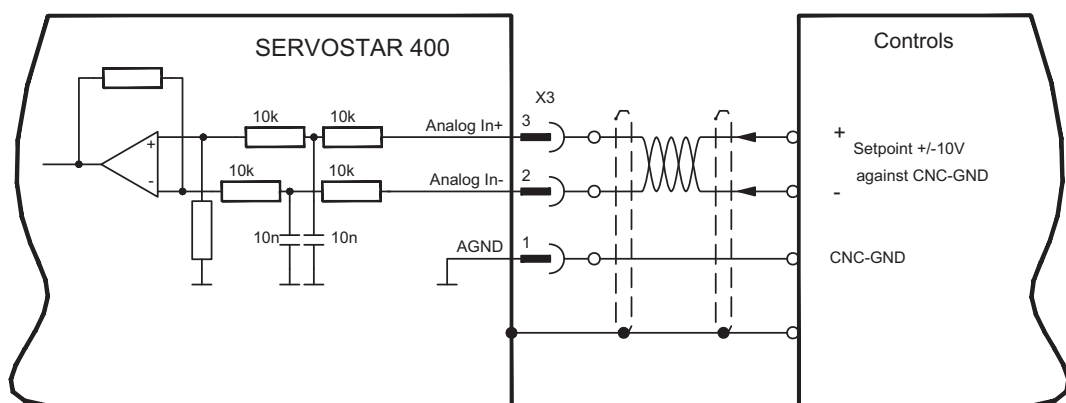 SERVOSTAR 400
Controls
X3
10k
10k
Analog In+
3
+
+
Setpoint +/-10V
against CNC-GND
10k
10k
Analog In-
2
-
-
10n
10n
AGND
1
CNC-GND